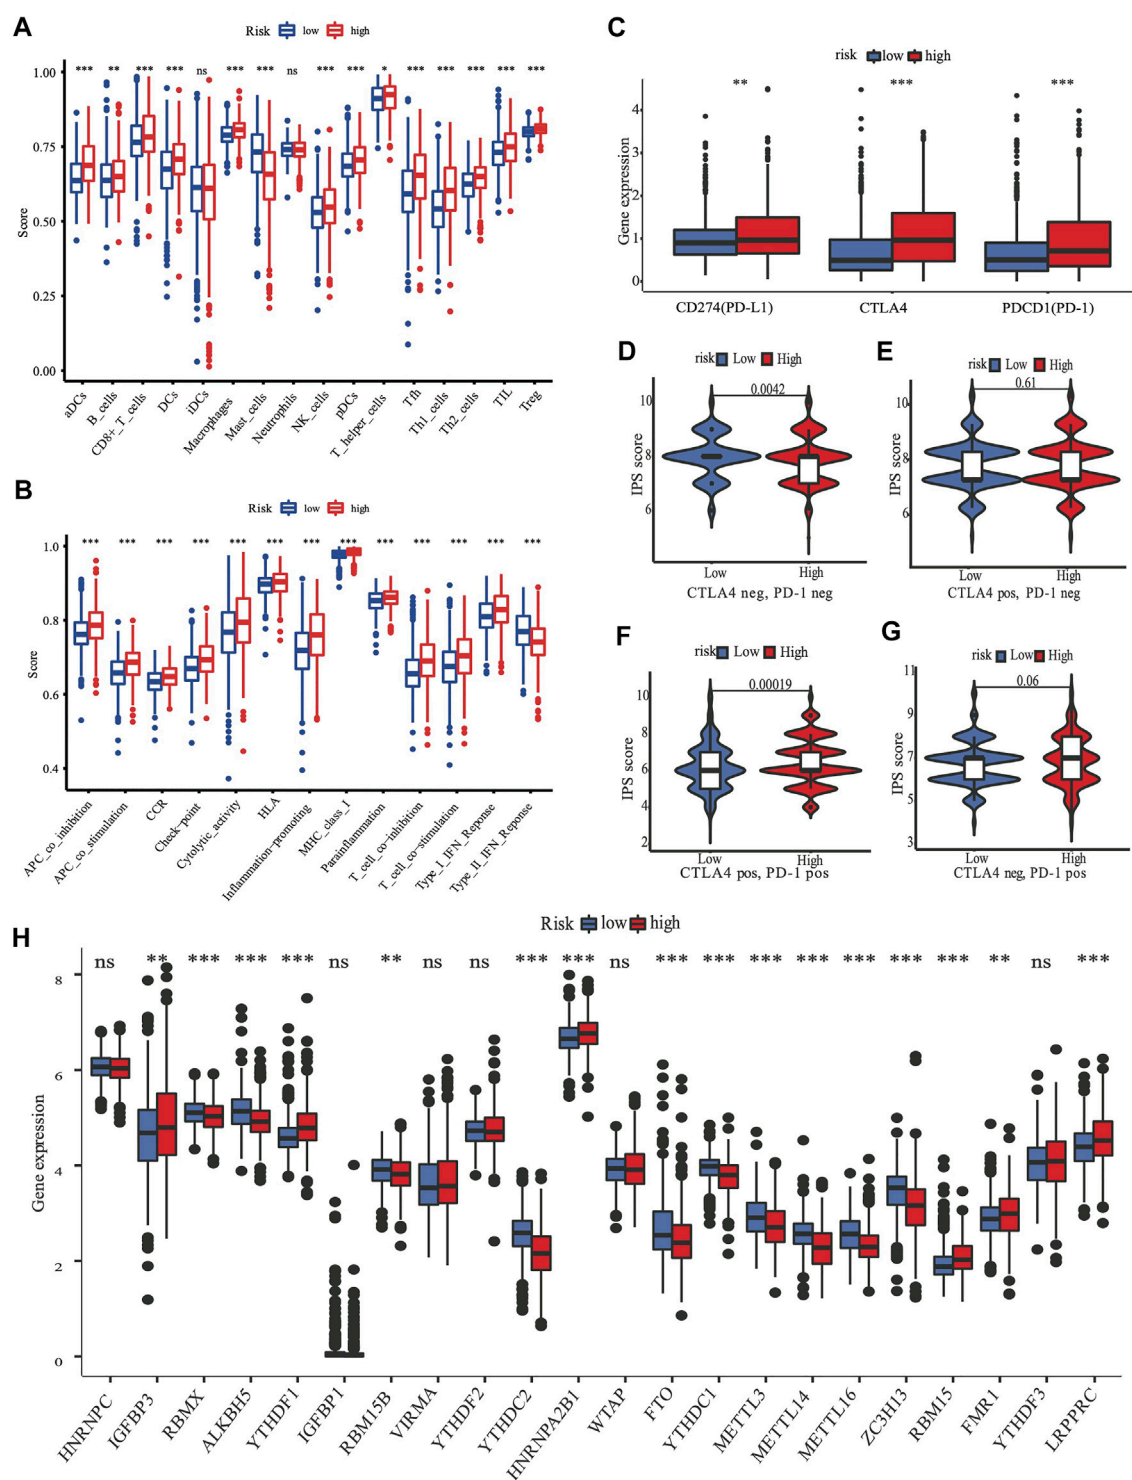 A
Risk low high
*** ** *** *** ns *** *** ns *** *** * *** *** *** *** ***
1.00
0.75
0.50
0.25
0.00
Score
aDCs
B_cells
CD8+_T_cells
DCs
iDCs
Macrophages
Mast_cells
Neutrophils
NK_cells
pDCs
T_helper_cells
Tfh
Th1_cells
Th2_cells
TIL
Treg
B
Risk low high
*** *** *** *** *** *** *** *** *** *** *** *** ***
1.0
0.8
0.6
0.4
Score
APC_co_inhibition
APC_co_stimulation
CCR
Check-point
Cytolytic_activity
HLA
Inflammation-promoting
MHC_class_I
Parainflammation
T_cell_co-inhibition
T_cell_co-stimulation
Type_I_IFN_Reponse
Type_II_IFN_Reponse
C
risk low high
** *** ***
4
3
2
1
0
Gene expression
CD274(PD-L1) CTLA4 PDCD1(PD-1)
D
risk Low High
0.0042
10
8
6
IPS score
Low High
CTLA4 neg, PD-1 neg
E
risk Low High
0.61
10
8
6
IPS score
Low High
CTLA4 pos, PD-1 neg
F
risk Low High
0.00019
10
8
6
4
2
IPS score
Low High
CTLA4 pos, PD-1 pos
G
risk Low High
0.06
11
9
7
5
3
IPS score
Low High
CTLA4 neg, PD-1 pos
H
Risk low high
ns ** *** *** *** ns ** ns ns *** *** ns *** *** *** *** *** *** *** ** ns ***
8
6
4
2
0
Gene expression
HNRNPC
IGFBP3
RBMX
ALKBH5
YTHDF1
IGFBP1
RBM15B
VIRMA
YTHDF2
YTHDC2
HNRNPA2B1
WTAP
FTO
YTHDC1
METTL3
METTL14
METTL16
ZC3H13
RBM15
FMR1
YTHDF3
LRPPRC